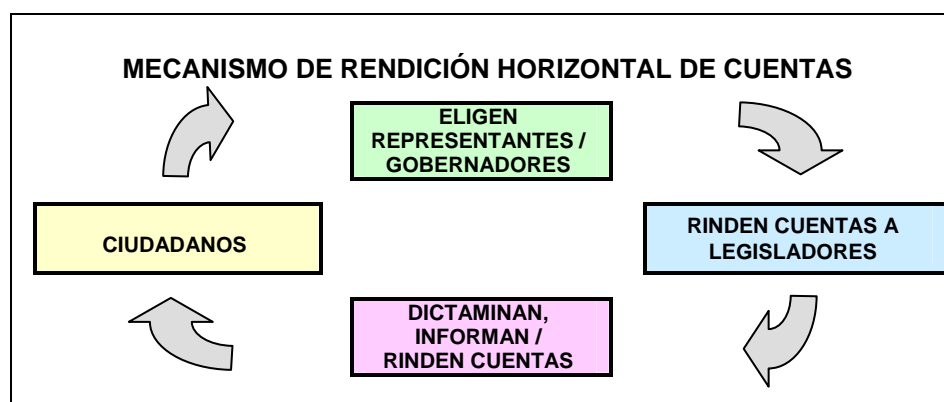 MECANISMO DE RENDICIÓN HORIZONTAL DE CUENTAS
ELIGEN
REPRESENTANTES /
GOBERNADORES
CIUDADANOS
RINDEN CUENTAS A
LEGISLADORES
DICTAMINAN,
INFORMAN /
RINDEN CUENTAS